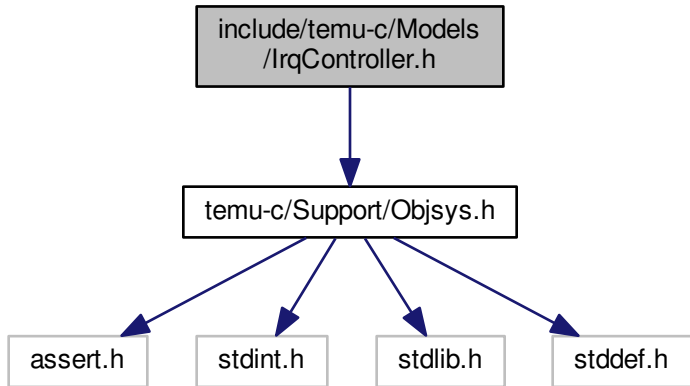 include/temu-c/Models
/IrqController.h
temu-c/Support/Objsys.h
assert.h
stdint.h
stdlib.h
stddef.h